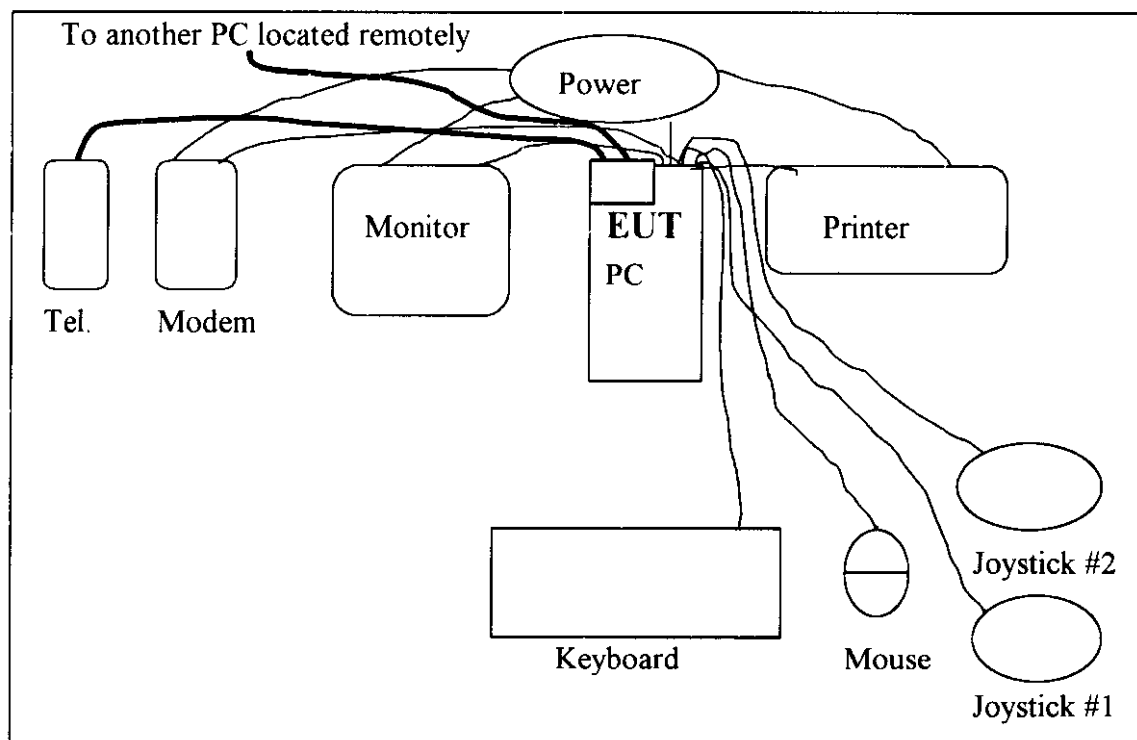 To another PC located remotely
Power
Monitor
EUT
PC
Printer
Tel.
Modem
Joystick #2
Keyboard
Mouse
Joystick #1